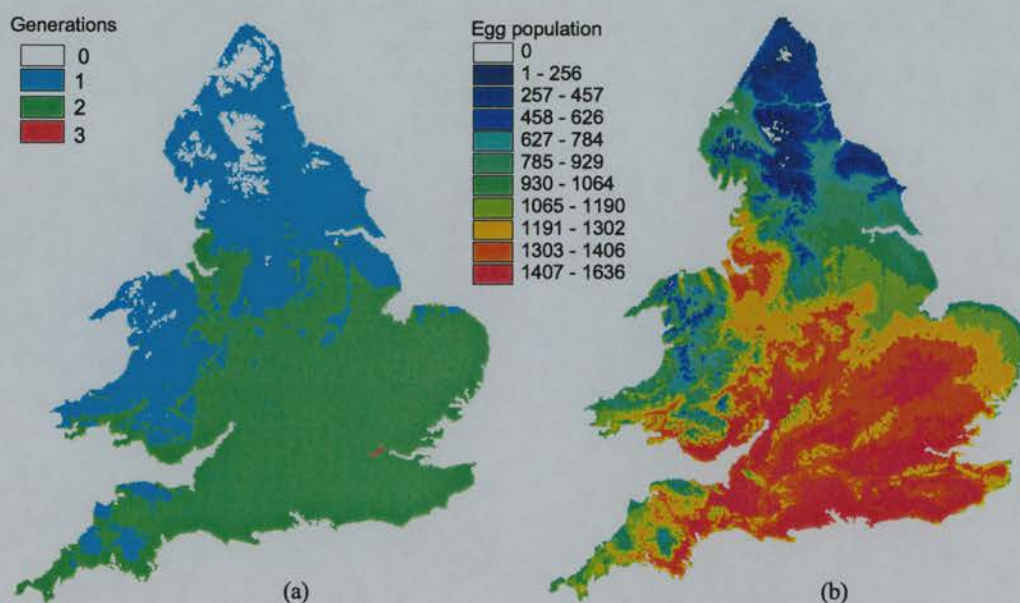 Generations
0
1
2
3
Egg population
0
1 - 256
257 - 457
458 - 626
627 - 784
785 - 929
930 - 1064
1065 - 1190
1191 - 1302
1303 - 1406
1407 - 1636
(a)
(b)